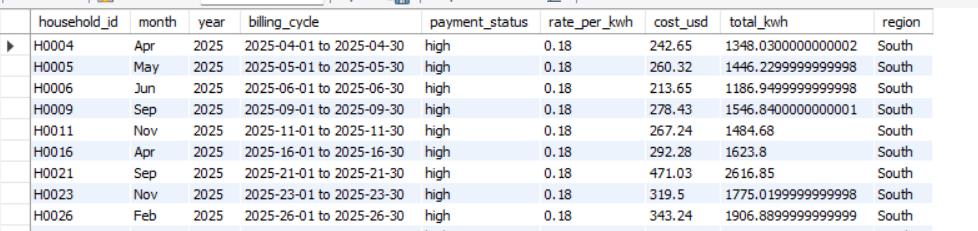 household_id month year billing_cycle payment_status rate_per_kwh cost_usd total_kwh region
H0004 Apr 2025 2025-04-01 to 2025-04-30 high 0.18 242.65 1348.0300000000002 South
H0005 May 2025 2025-05-01 to 2025-05-30 high 0.18 260.32 1446.2299999999998 South
H0006 Jun 2025 2025-06-01 to 2025-06-30 high 0.18 213.65 1186.9499999999998 South
H0009 Sep 2025 2025-09-01 to 2025-09-30 high 0.18 278.43 1546.8400000000001 South
H0011 Nov 2025 2025-11-01 to 2025-11-30 high 0.18 267.24 1484.68 South
H0016 Apr 2025 2025-16-01 to 2025-16-30 high 0.18 292.28 1623.8 South
H0021 Sep 2025 2025-21-01 to 2025-21-30 high 0.18 471.03 2616.85 South
H0023 Nov 2025 2025-23-01 to 2025-23-30 high 0.18 319.5 1775.0199999999998 South
H0026 Feb 2025 2025-26-01 to 2025-26-30 high 0.18 343.24 1906.8899999999999 South